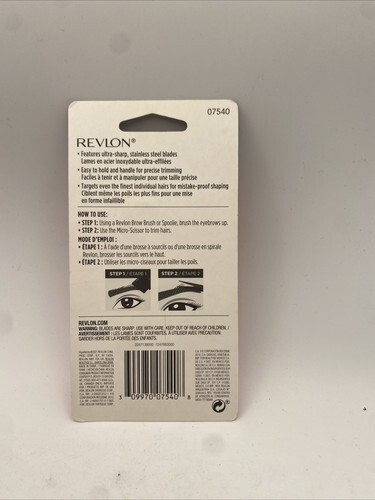 07540
REVLON®
• Features ultra-sharp, stainless steel blades
Lames en acier inoxydable ultra-effilées
• Easy to hold and handle for precise trimming
Faciles à tenir et à manipuler pour une taille précise
• Targets even the finest individual hairs for mistake-proof shaping
Ciblent même les poils les plus fins pour une mise
en forme infaillible
HOW TO USE:
• STEP 1: Using a Revlon Brow Brush or Spoolie, brush the eyebrows up.
• STEP 2: Use the Micro-Scissor to trim hairs.
MODE D'EMPLOI :
• ÉTAPE 1 : À l'aide d'une brosse à sourcils ou d'une brosse en spirale
Revlon, brosser les sourcils vers le haut.
• ÉTAPE 2 : Utiliser les micro-ciseaux pour tailler les poils.
STEP 1 / ÉTAPE 1
STEP 2 / ÉTAPE 2
REVLON.COM
WARNING: BLADES ARE SHARP. USE WITH CARE, KEEP OUT OF REACH OF CHILDREN. /
AVERTISSEMENT : LES LAMES SONT COUPANTES. À UTILISER AVEC PRÉCAUTION.
GARDER HORS DE LA PORTÉE DES ENFANTS.
3 09970 07540 8